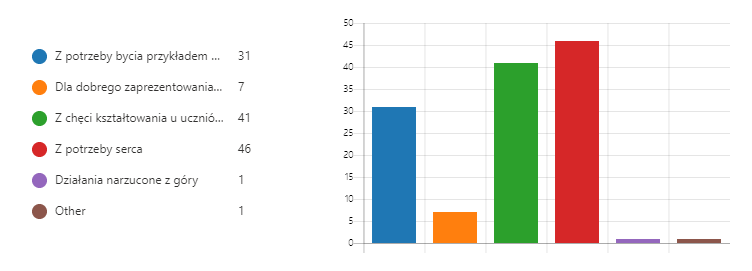 Z potrzeby bycia przykładem ... 31
Dla dobrego zaprezentowania... 7
Z chęci kształtowania u ucznió... 41
Z potrzeby serca 46
Działania narzucone z góry 1
Other 1
50
45
40
35
30
25
20
15
10
5
0